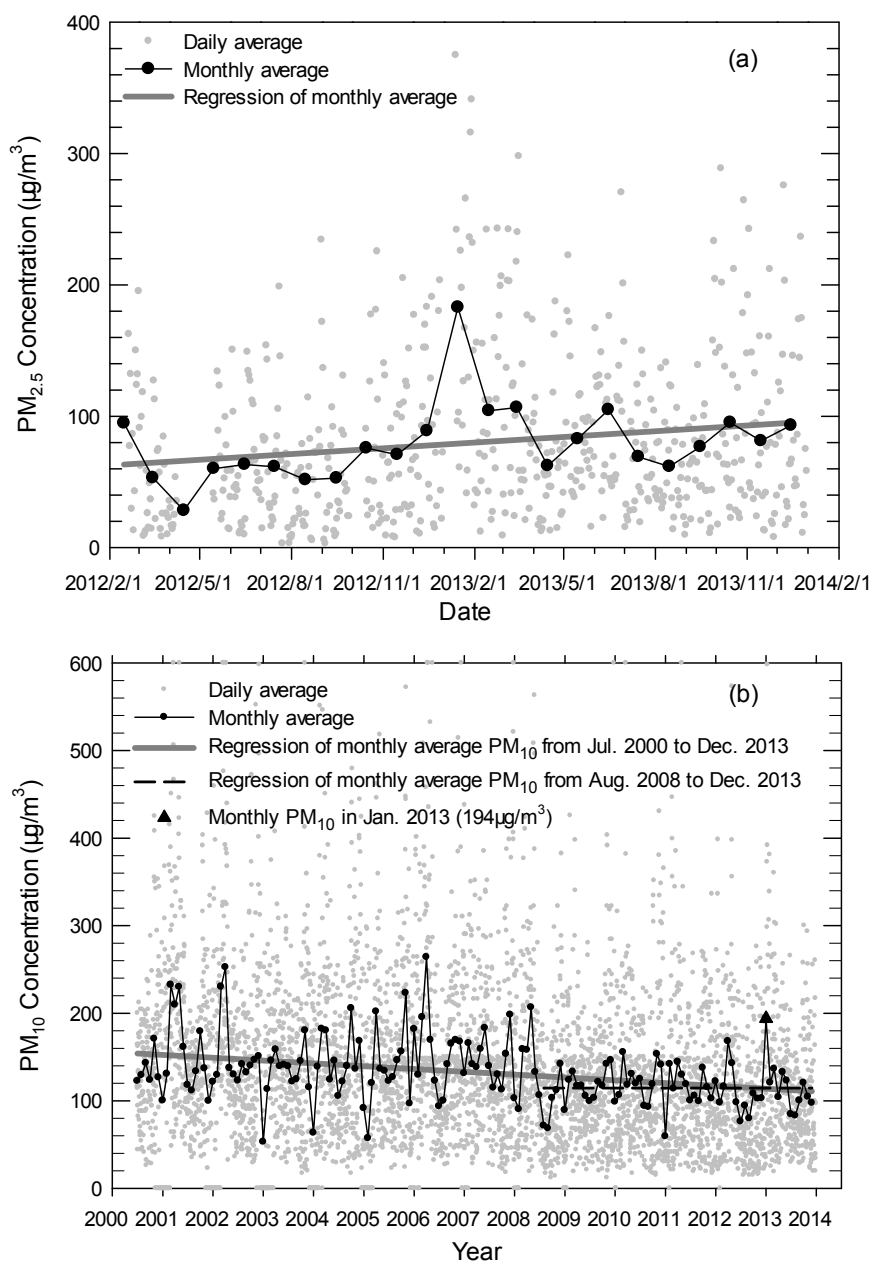 (a)
Daily average
Monthly average
Regression of monthly average
PM2.5 Concentration (µg/m3)
400
300
200
100
0
2012/2/1 2012/5/1 2012/8/1 2012/11/1 2013/2/1 2013/5/1 2013/8/1 2013/11/1 2014/2/1
Date
(b)
Daily average
Monthly average
Regression of monthly average PM10 from Jul. 2000 to Dec. 2013
Regression of monthly average PM10 from Aug. 2008 to Dec. 2013
Monthly PM10 in Jan. 2013 (194µg/m3)
PM10 Concentration (µg/m3)
600
500
400
300
200
100
0
2000 2001 2002 2003 2004 2005 2006 2007 2008 2009 2010 2011 2012 2013 2014
Year